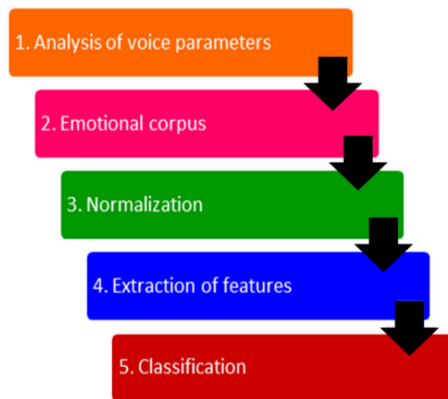 1. Analysis of voice parameters
2. Emotional corpus
3. Normalization
4. Extraction of features
5. Classification